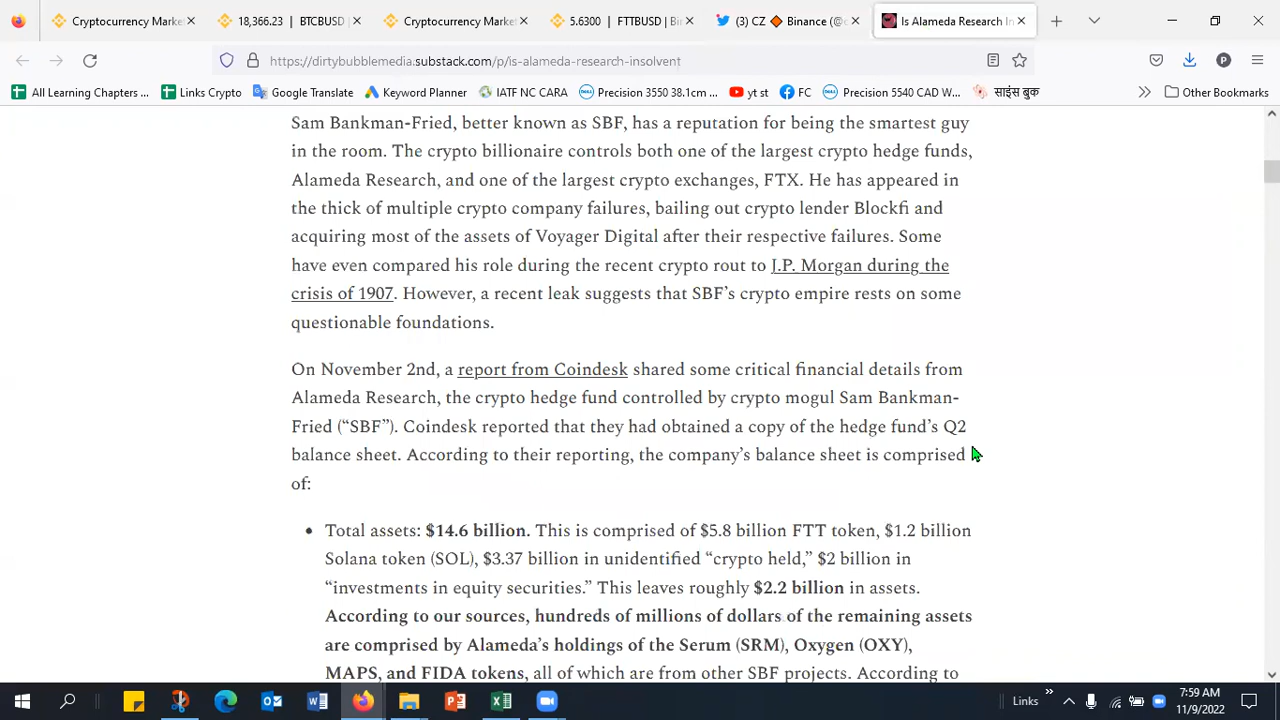 Cryptocurrency Marke
18,366.23 | BTCBUSD
Cryptocurrency Market
5.6300 | FTTBUSD | Bi
(3) CZ 🔶 Binance (@c
Is Alameda Research In
https://dirtybubblemedia.substack.com/p/is-alameda-research-insolvent
All Learning Chapters ...
Links Crypto
Google Translate
Keyword Planner
IATF NC CARA
Precision 3550 38.1cm ...
yt st
FC
Precision 5540 CAD W...
साइंस बुक
Other Bookmarks
Sam Bankman-Fried, better known as SBF, has a reputation for being the smartest guy
in the room. The crypto billionaire controls both one of the largest crypto hedge funds,
Alameda Research, and one of the largest crypto exchanges, FTX. He has appeared in
the thick of multiple crypto company failures, bailing out crypto lender Blockfi and
acquiring most of the assets of Voyager Digital after their respective failures. Some
have even compared his role during the recent crypto rout to J.P. Morgan during the
crisis of 1907. However, a recent leak suggests that SBF’s crypto empire rests on some
questionable foundations.
On November 2nd, a report from Coindesk shared some critical financial details from
Alameda Research, the crypto hedge fund controlled by crypto mogul Sam Bankman-
Fried (“SBF”). Coindesk reported that they had obtained a copy of the hedge fund’s Q2
balance sheet. According to their reporting, the company’s balance sheet is comprised
of:
• Total assets: $14.6 billion. This is comprised of $5.8 billion FTT token, $1.2 billion
Solana token (SOL), $3.37 billion in unidentified “crypto held,” $2 billion in
“investments in equity securities.” This leaves roughly $2.2 billion in assets.
According to our sources, hundreds of millions of dollars of the remaining assets
are comprised by Alameda’s holdings of the Serum (SRM), Oxygen (OXY),
MAPS, and FIDA tokens, all of which are from other SBF projects. According to
Links
7:59 AM
11/9/2022